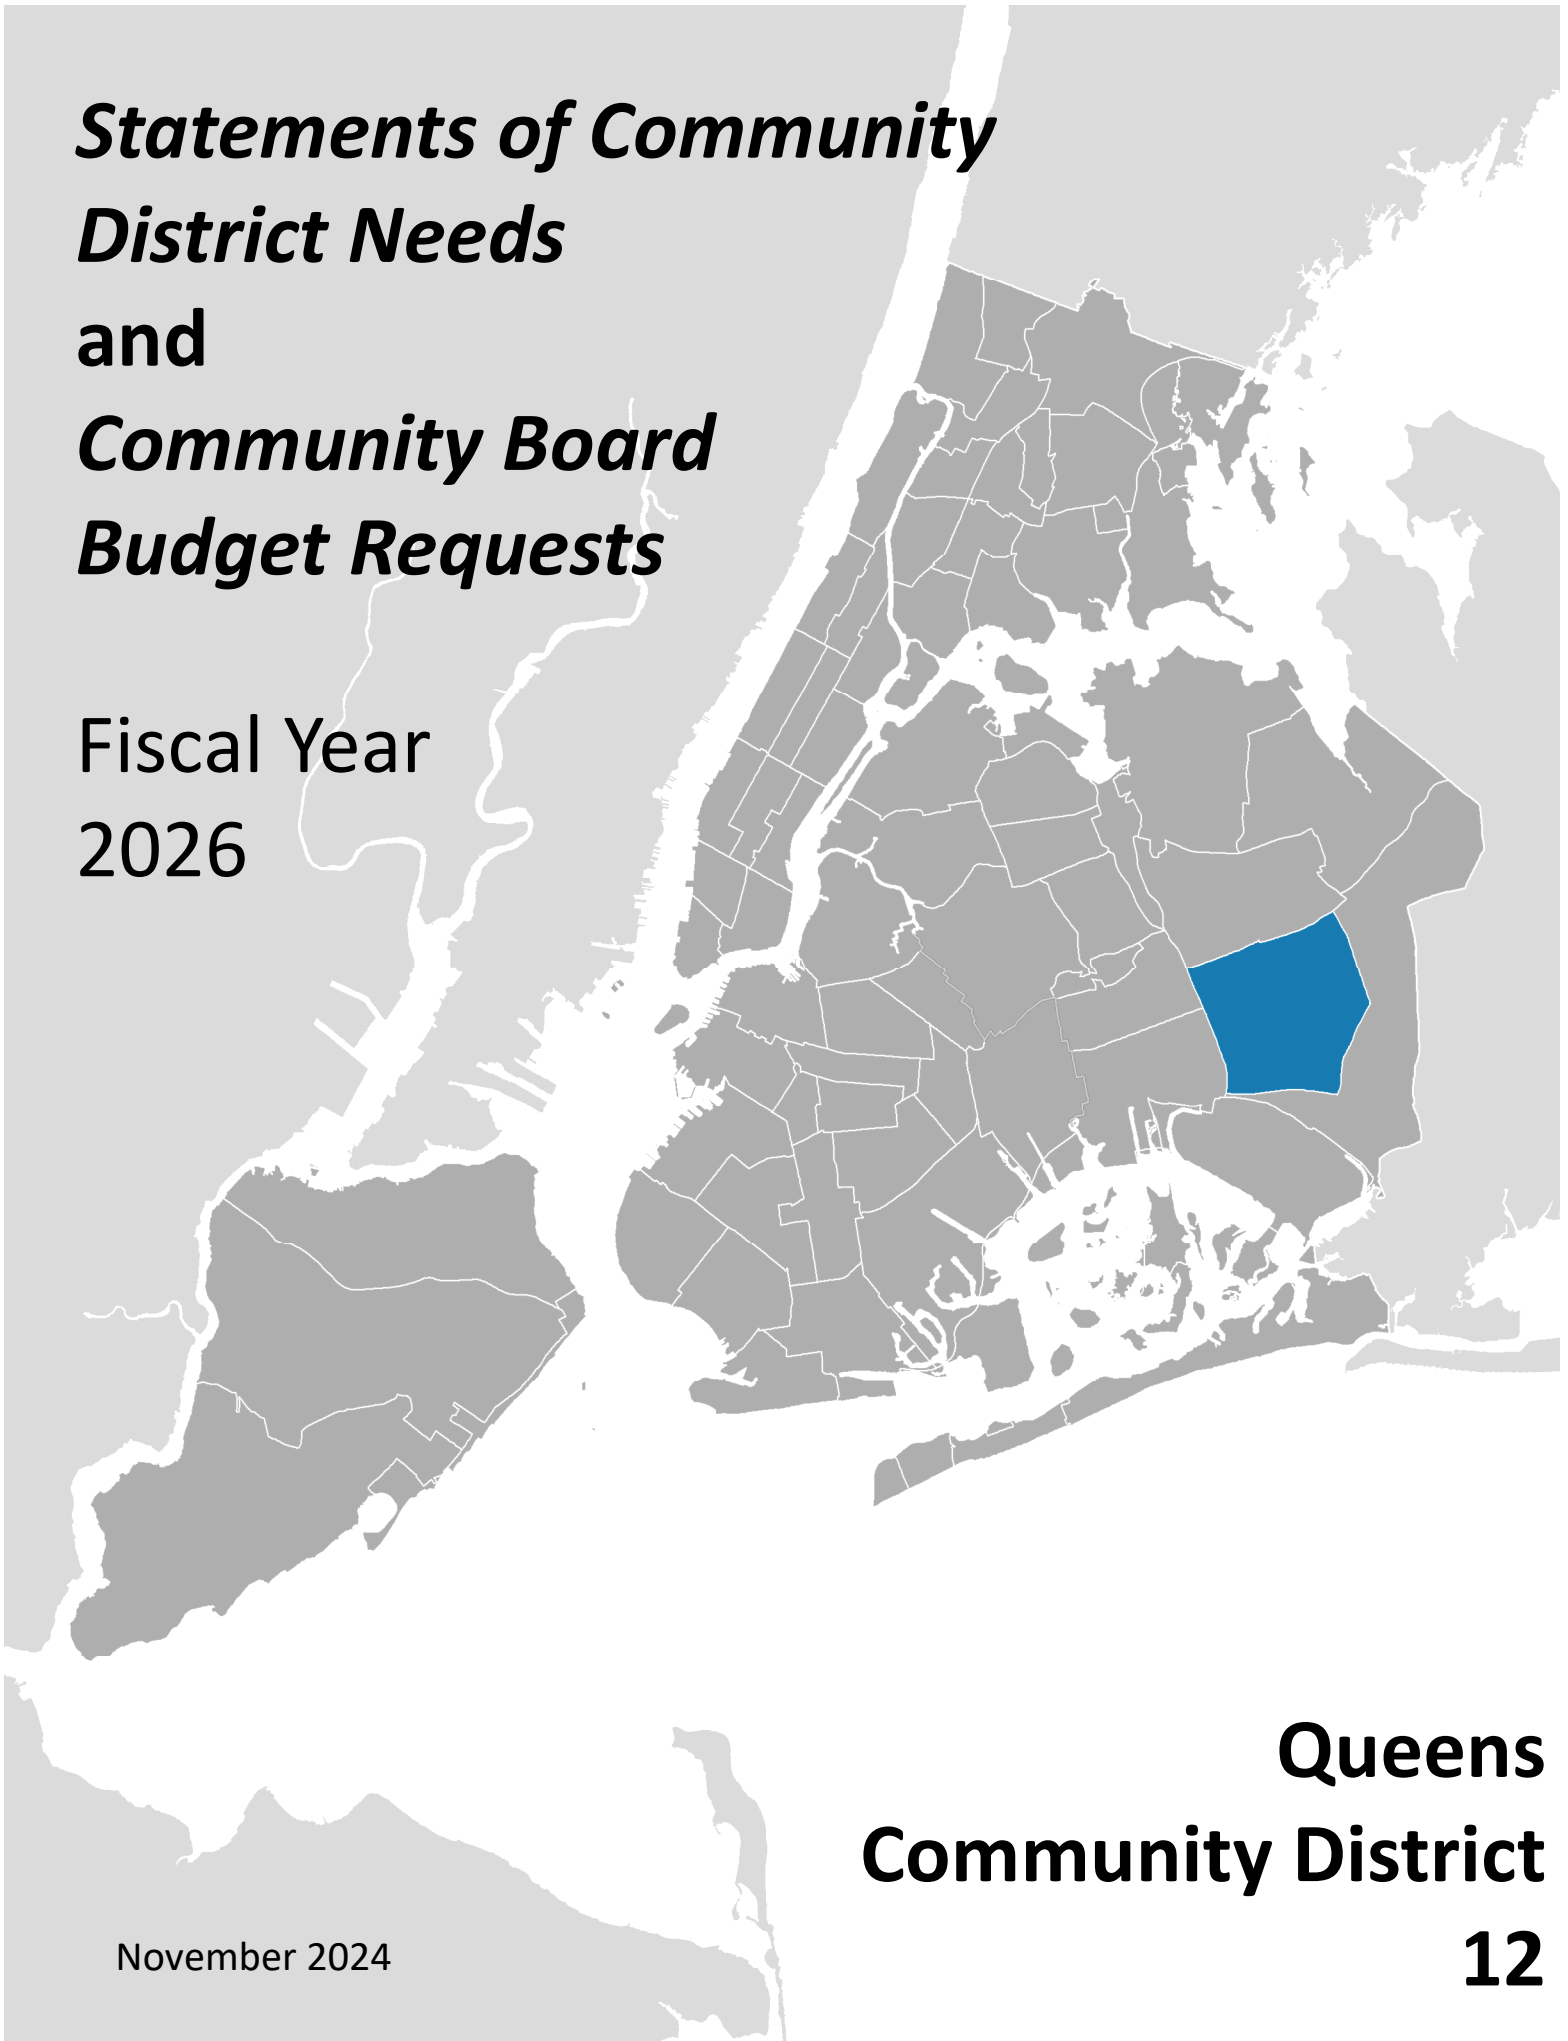 Statements of Community
District Needs
and
Community Board
Budget Requests
Fiscal Year
2026
Queens
Community District
12
November 2024